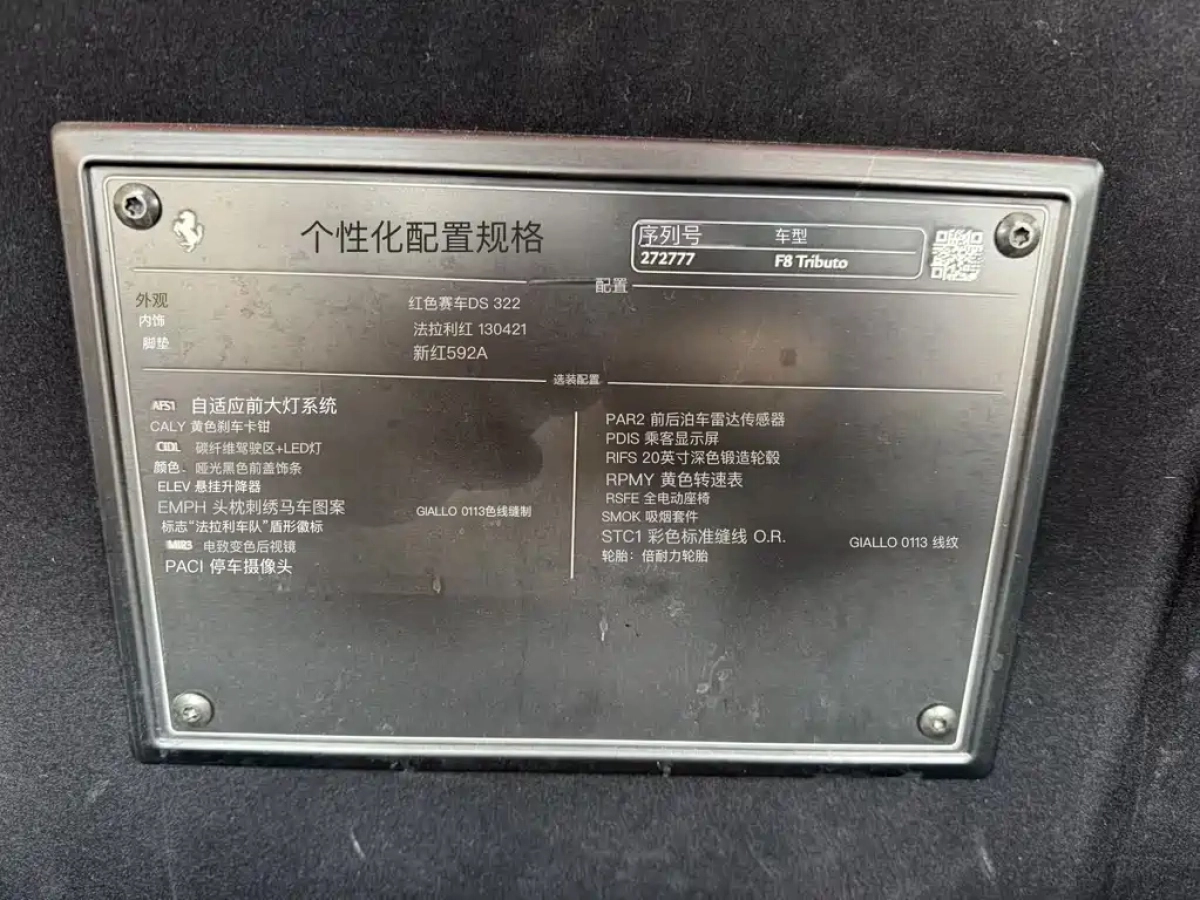 个性化配置规格
序列号 车型
272777 F8 Tributo
配置
外观 红色赛车DS 322
内饰 法拉利红 130421
脚垫 新红592A
选装配置
AFS1 自适应前大灯系统
CALY 黄色刹车卡钳
CIDL 碳纤维驾驶区+LED灯
颜色. 哑光黑色前盖饰条
ELEV 悬挂升降器
EMPH 头枕刺绣马车图案 GIALLO 0113色线缝制
标志“法拉利车队”盾形徽标
MIR3 电致变色后视镜
PACI 停车摄像头
PAR2 前后泊车雷达传感器
PDIS 乘客显示屏
RIFS 20英寸深色锻造轮毂
RPMY 黄色转速表
RSFE 全电动座椅
SMOK 吸烟套件
STC1 彩色标准缝线 O.R. GIALLO 0113 线纹
轮胎：倍耐力轮胎